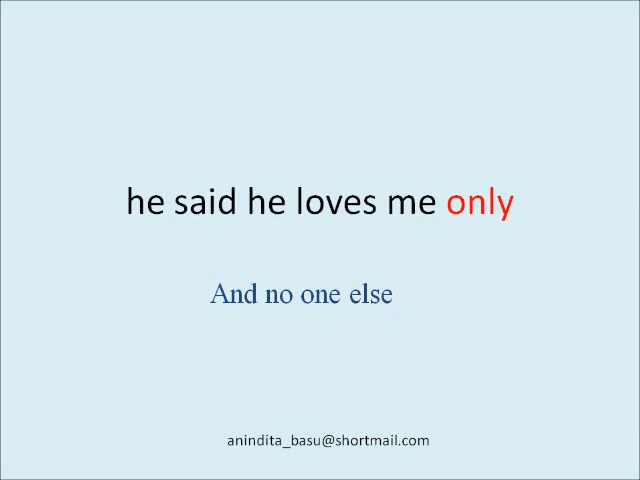 he said he loves me only
And no one else
anindita_basu@shortmail.com